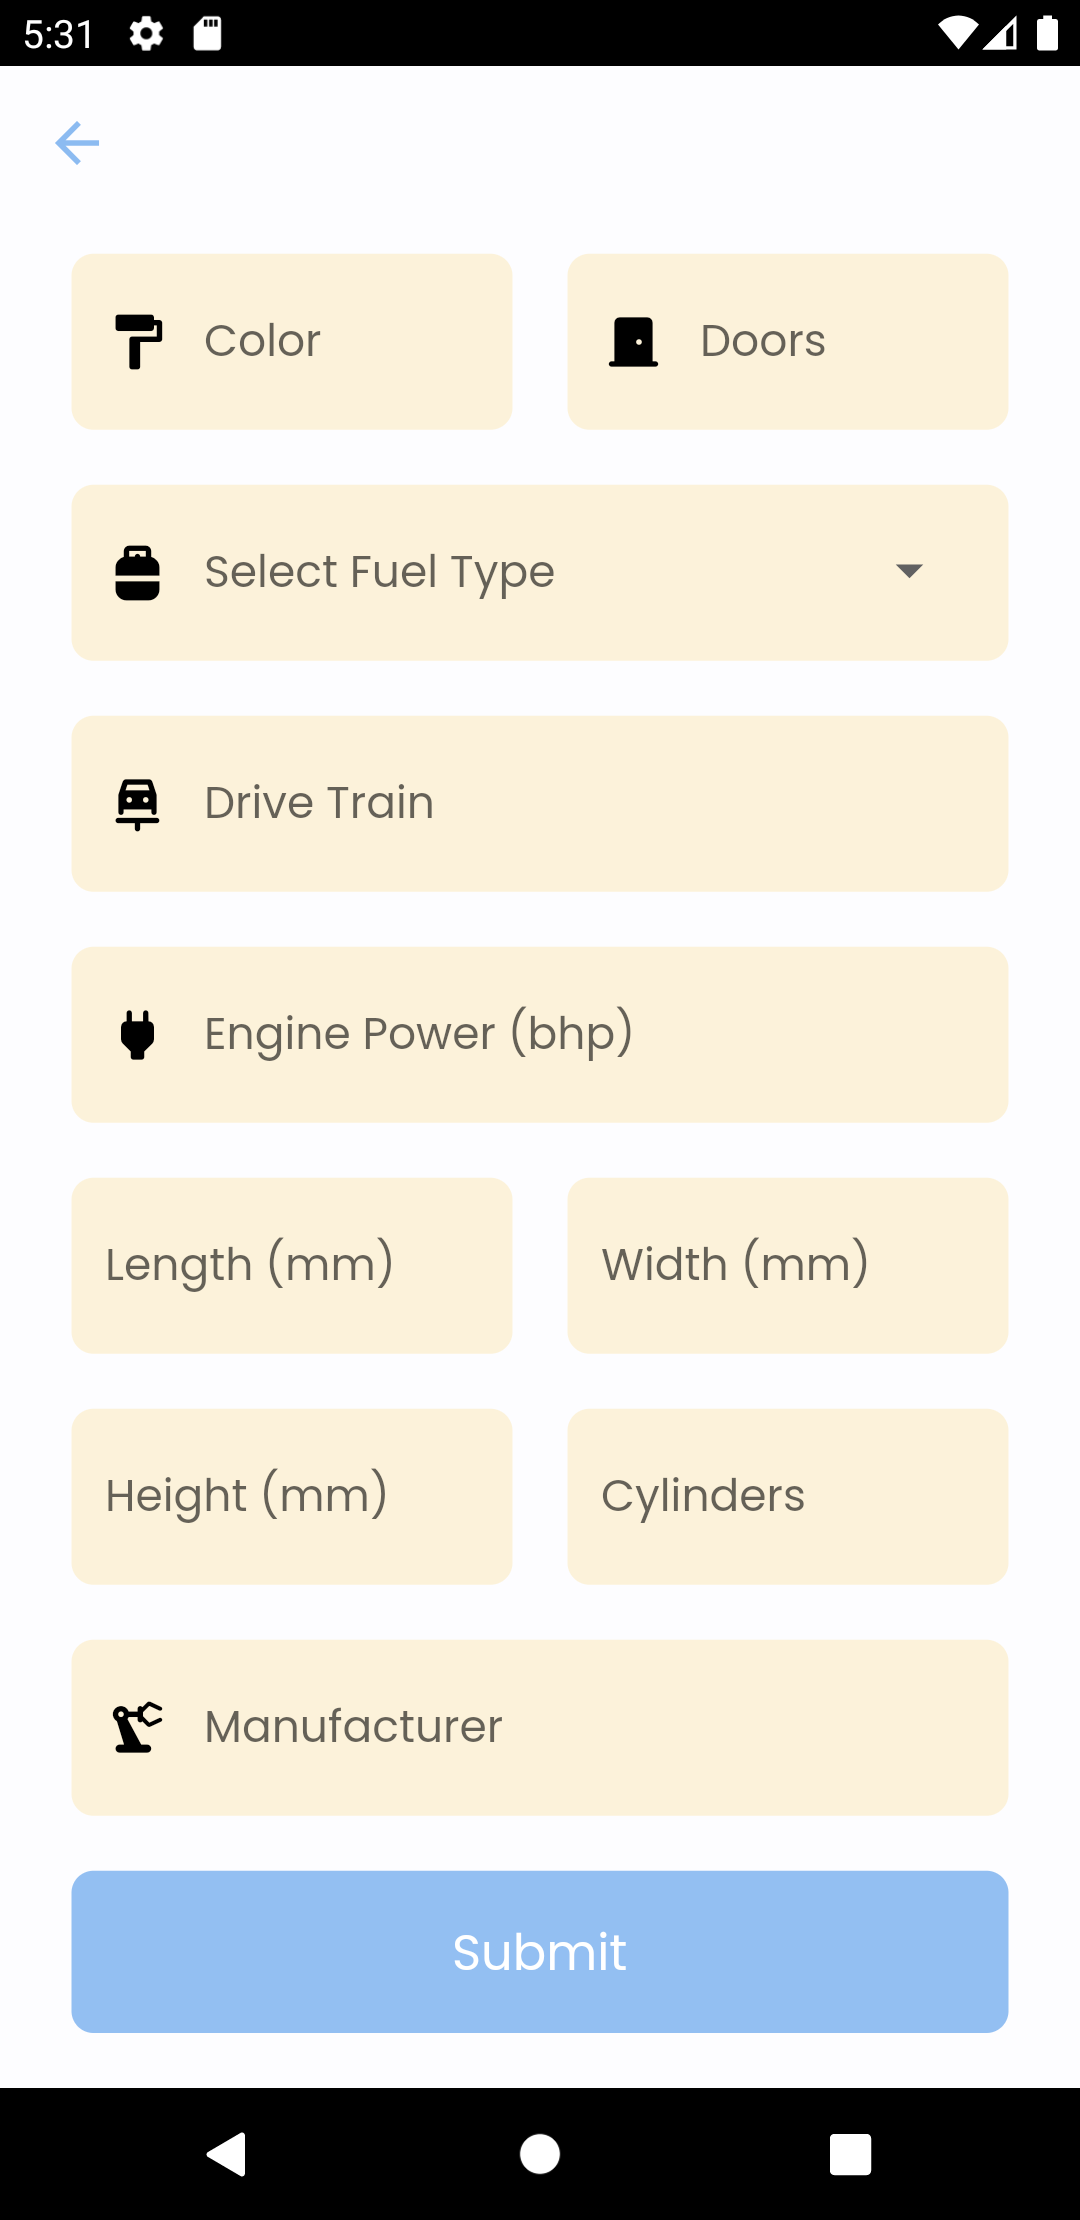 5:31
Color
Doors
Select Fuel Type
Drive Train
Engine Power (bhp)
Length (mm)
Width (mm)
Height (mm)
Cylinders
Manufacturer
Submit